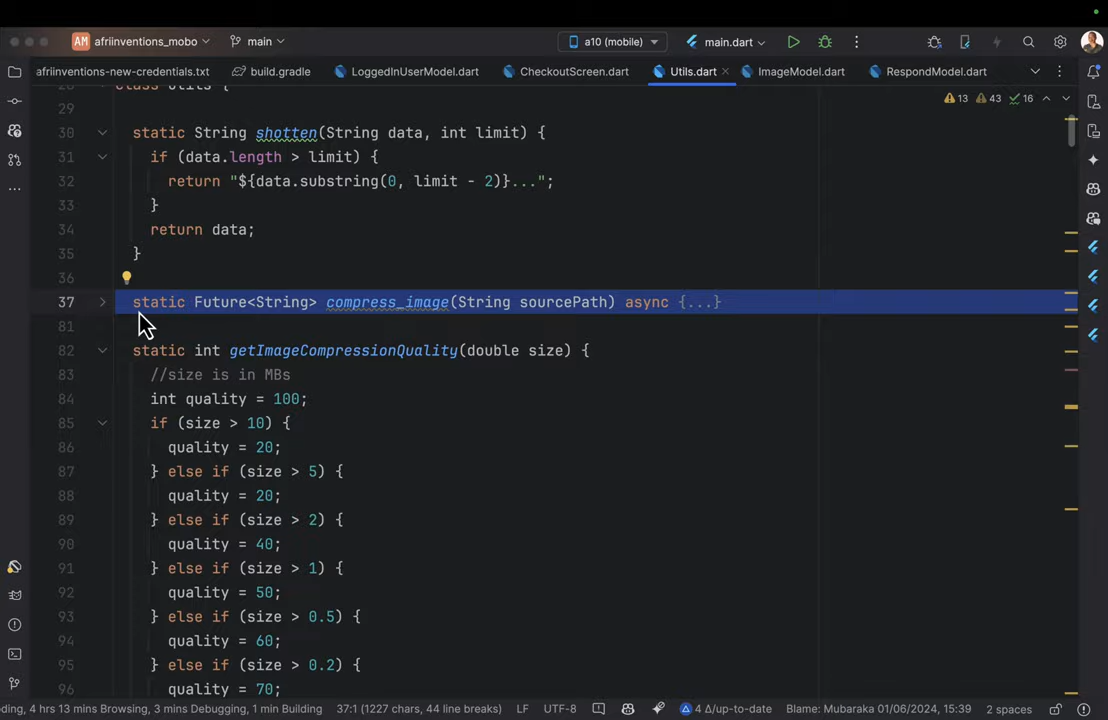 AM afriinventions_mobo main a10 (mobile) main.dart
afriinventions-new-credentials.txt build.gradle LoggedInUserModel.dart CheckoutScreen.dart Utils.dart ImageModel.dart RespondModel.dart
13 43 16
28 class Utils {
29
30 static String shotten(String data, int limit) {
31 if (data.length > limit) {
32 return "${data.substring(0, limit - 2)}...";
33 }
34 return data;
35 }
36
37 static Future<String> compress_image(String sourcePath) async {...}
81
82 static int getImageCompressionQuality(double size) {
83 //size is in MBs
84 int quality = 100;
85 if (size > 10) {
86 quality = 20;
87 } else if (size > 5) {
88 quality = 20;
89 } else if (size > 2) {
90 quality = 40;
91 } else if (size > 1) {
92 quality = 50;
93 } else if (size > 0.5) {
94 quality = 60;
95 } else if (size > 0.2) {
96 quality = 70;
ding, 4 hrs 13 mins Browsing, 3 mins Debugging, 1 min Building 37:1 (1227 chars, 44 line breaks) LF UTF-8 4 Δ/up-to-date Blame: Mubaraka 01/06/2024, 15:39 2 spaces